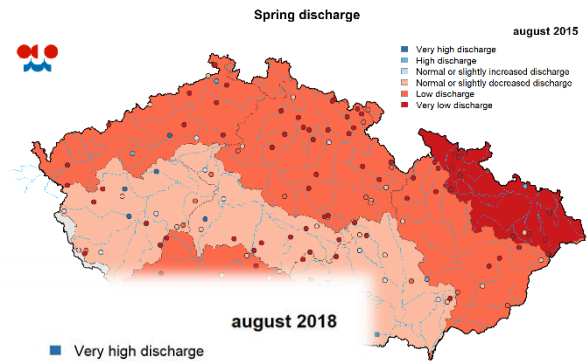 Spring discharge
august 2015
Very high discharge
High discharge
Normal or slightly increased discharge
Normal or slightly decreased discharge
Low discharge
Very low discharge
august 2018
Very high discharge